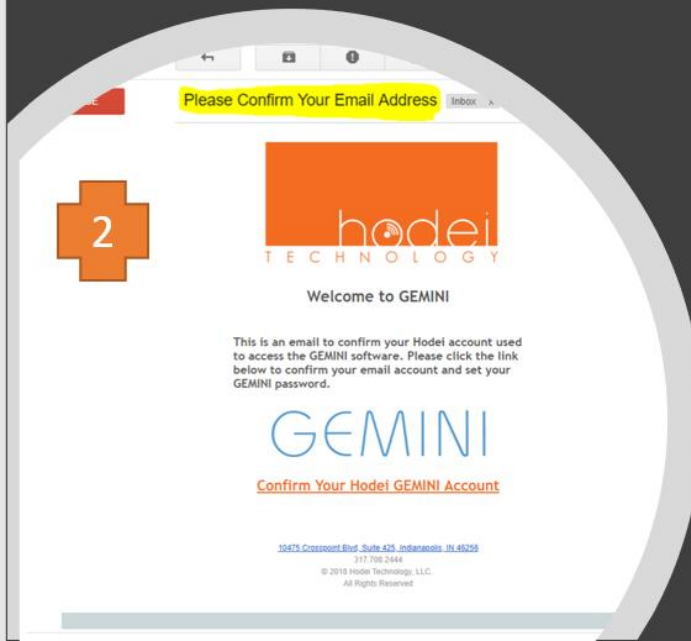 Please Confirm Your Email Address Inbox x
2
hodei
TECHNOLOGY
Welcome to GEMINI
This is an email to confirm your Hodei account used
to access the GEMINI software. Please click the link
below to confirm your email account and set your
GEMINI password.
GEMINI
Confirm Your Hodei GEMINI Account
10475 Crosspoint Blvd, Suite 425, Indianapolis, IN 46256
317.708.2444
© 2018 Hodei Technology, LLC.
All Rights Reserved